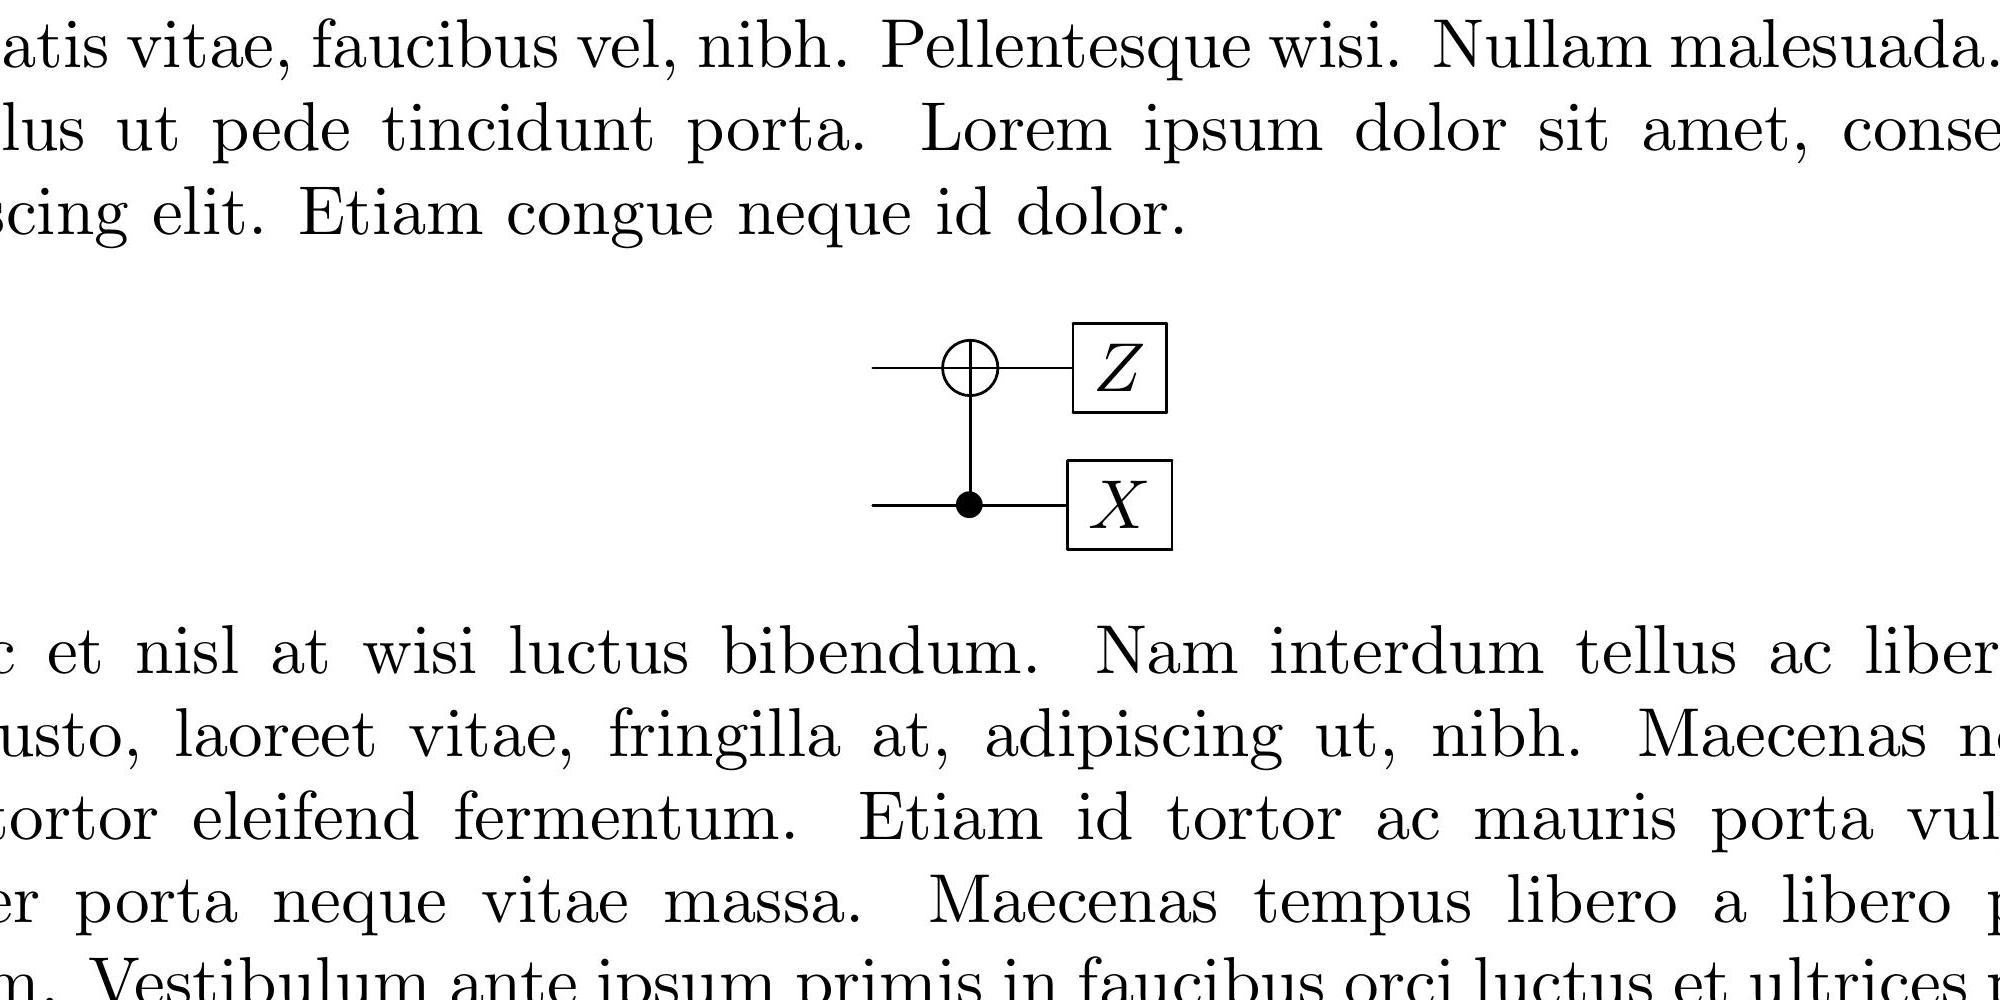 atis vitae, faucibus vel, nibh. Pellentesque wisi. Nullam malesuada.
lus ut pede tincidunt porta. Lorem ipsum dolor sit amet, conse
scing elit. Etiam congue neque id dolor.
Z
X
c et nisl at wisi luctus bibendum. Nam interdum tellus ac liber
usto, laoreet vitae, fringilla at, adipiscing ut, nibh. Maecenas n
tortor eleifend fermentum. Etiam id tortor ac mauris porta vul
er porta neque vitae massa. Maecenas tempus libero a libero p
m. Vestibulum ante ipsum primis in faucibus orci luctus et ultrices